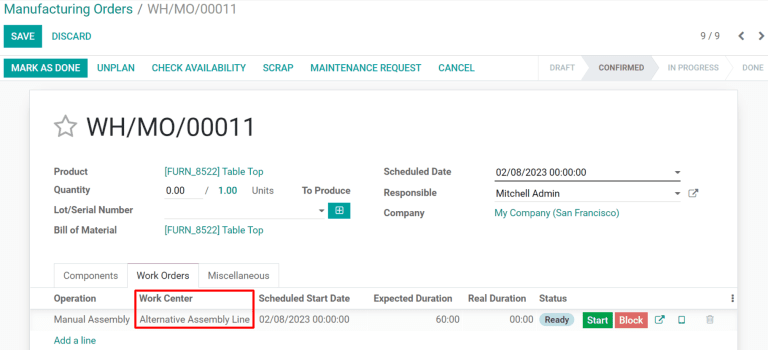 Manufacturing Orders / WH/MO/00011
SAVE DISCARD 9 / 9
MARK AS DONE UNPLAN CHECK AVAILABILITY SCRAP MAINTENANCE REQUEST CANCEL DRAFT CONFIRMED IN PROGRESS DONE
WH/MO/00011
Product [FURN_8522] Table Top Scheduled Date 02/08/2023 00:00:00
Quantity 0.00 / 1.00 Units To Produce Responsible Mitchell Admin
Lot/Serial Number Company My Company (San Francisco)
Bill of Material [FURN_8522] Table Top
Components Work Orders Miscellaneous
Operation Work Center Scheduled Start Date Expected Duration Real Duration Status
Manual Assembly Alternative Assembly Line 02/08/2023 00:00:00 60:00 00:00 Ready Start Block
Add a line